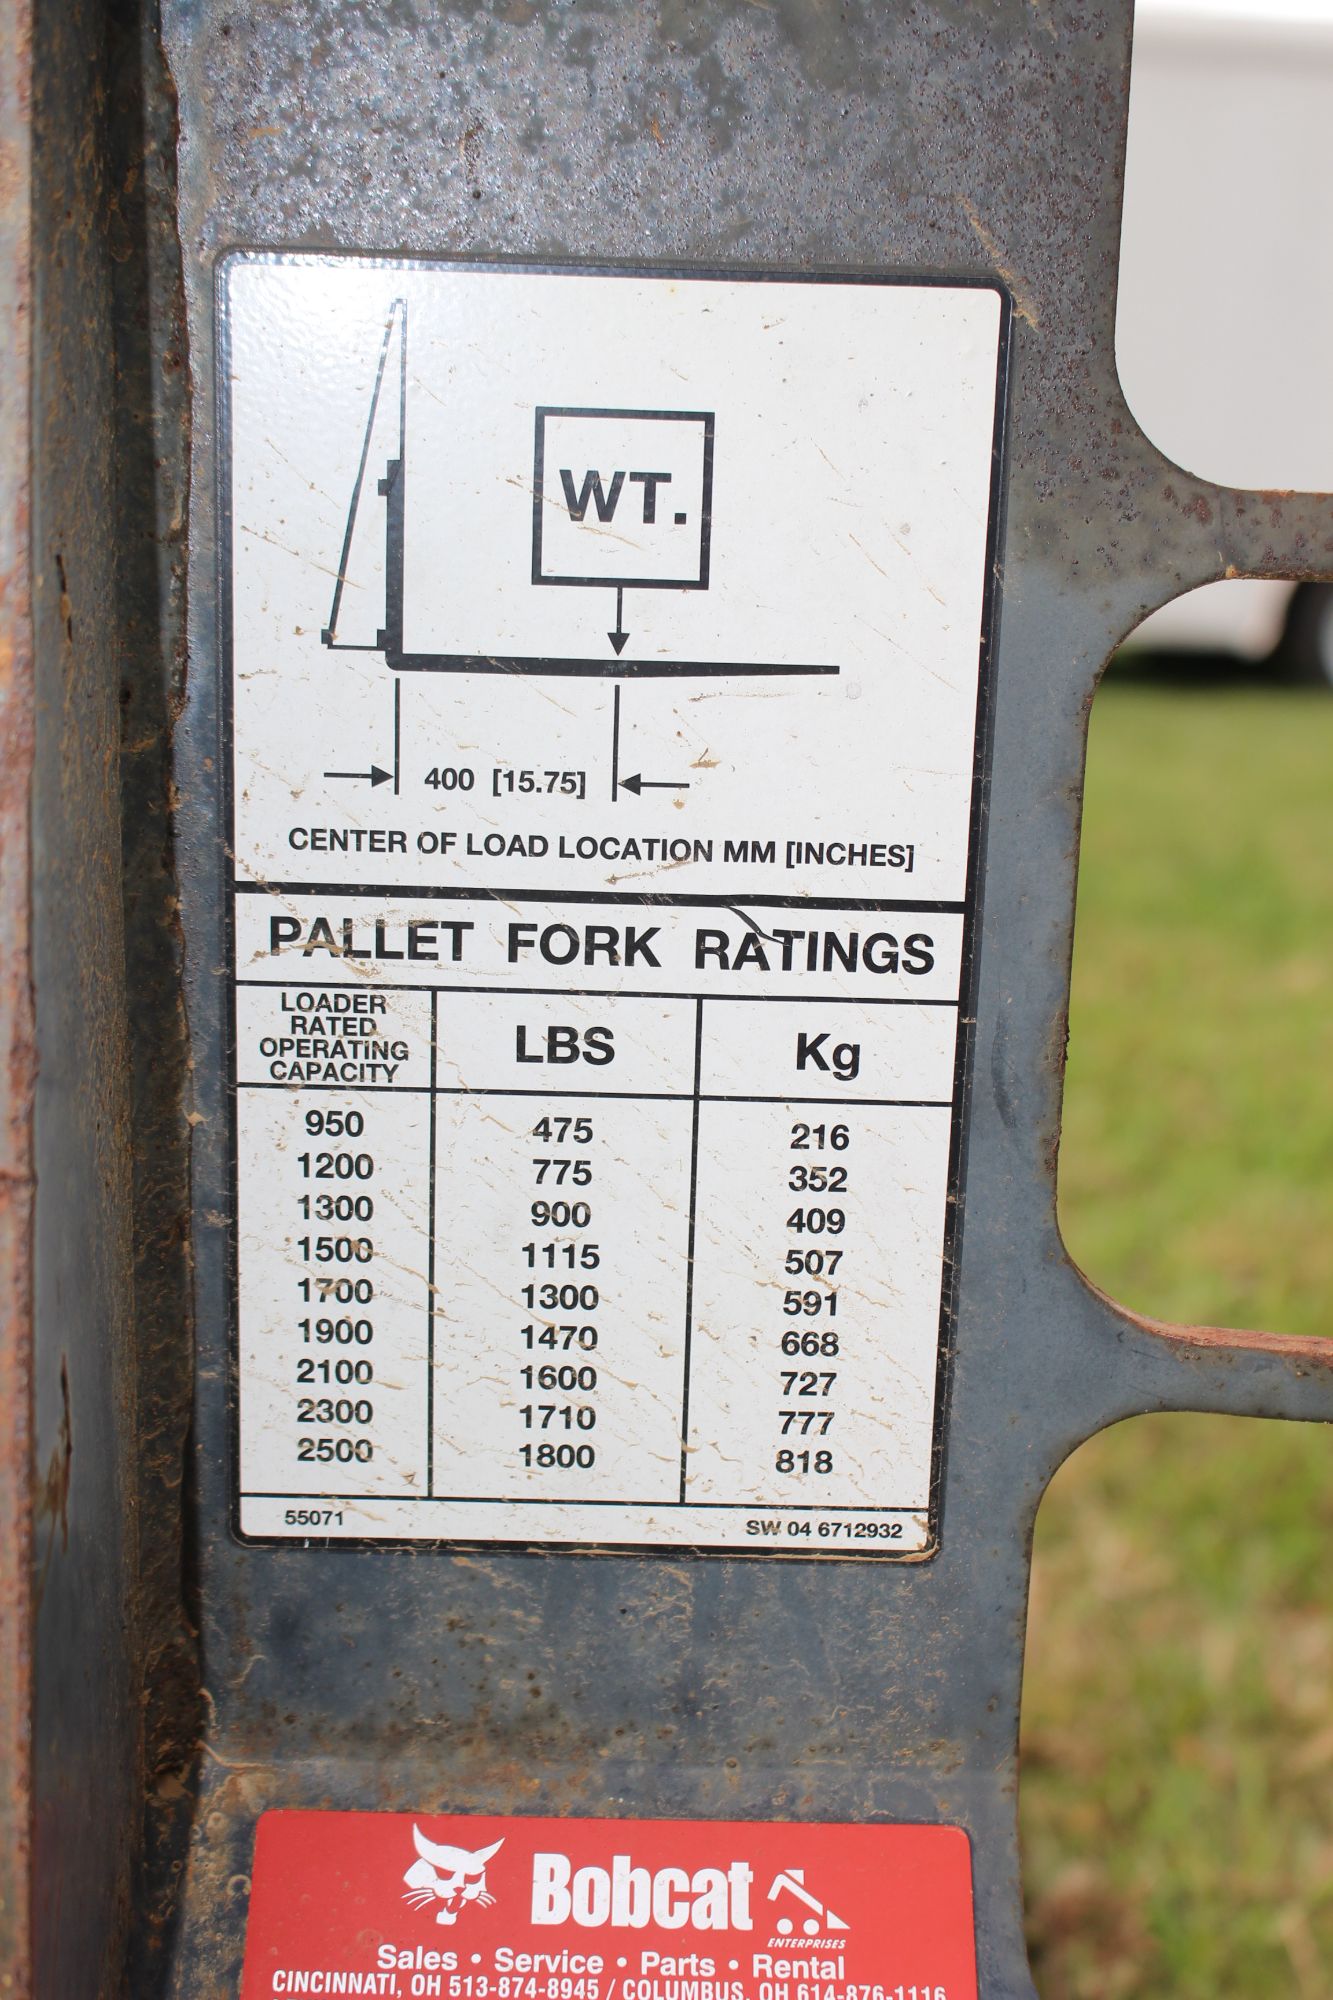 WT.
400 [15.75]
CENTER OF LOAD LOCATION MM [INCHES]
PALLET FORK RATINGS
LOADER
RATED
OPERATING
CAPACITY
LBS
Kg
950 475 216
1200 775 352
1300 900 409
1500 1115 507
1700 1300 591
1900 1470 668
2100 1600 727
2300 1710 777
2500 1800 818
55071 SW 04 6712932
Bobcat
ENTERPRISES
Sales • Service • Parts • Rental
CINCINNATI, OH 513-874-8945 / COLUMBUS, OH 614-876-1116